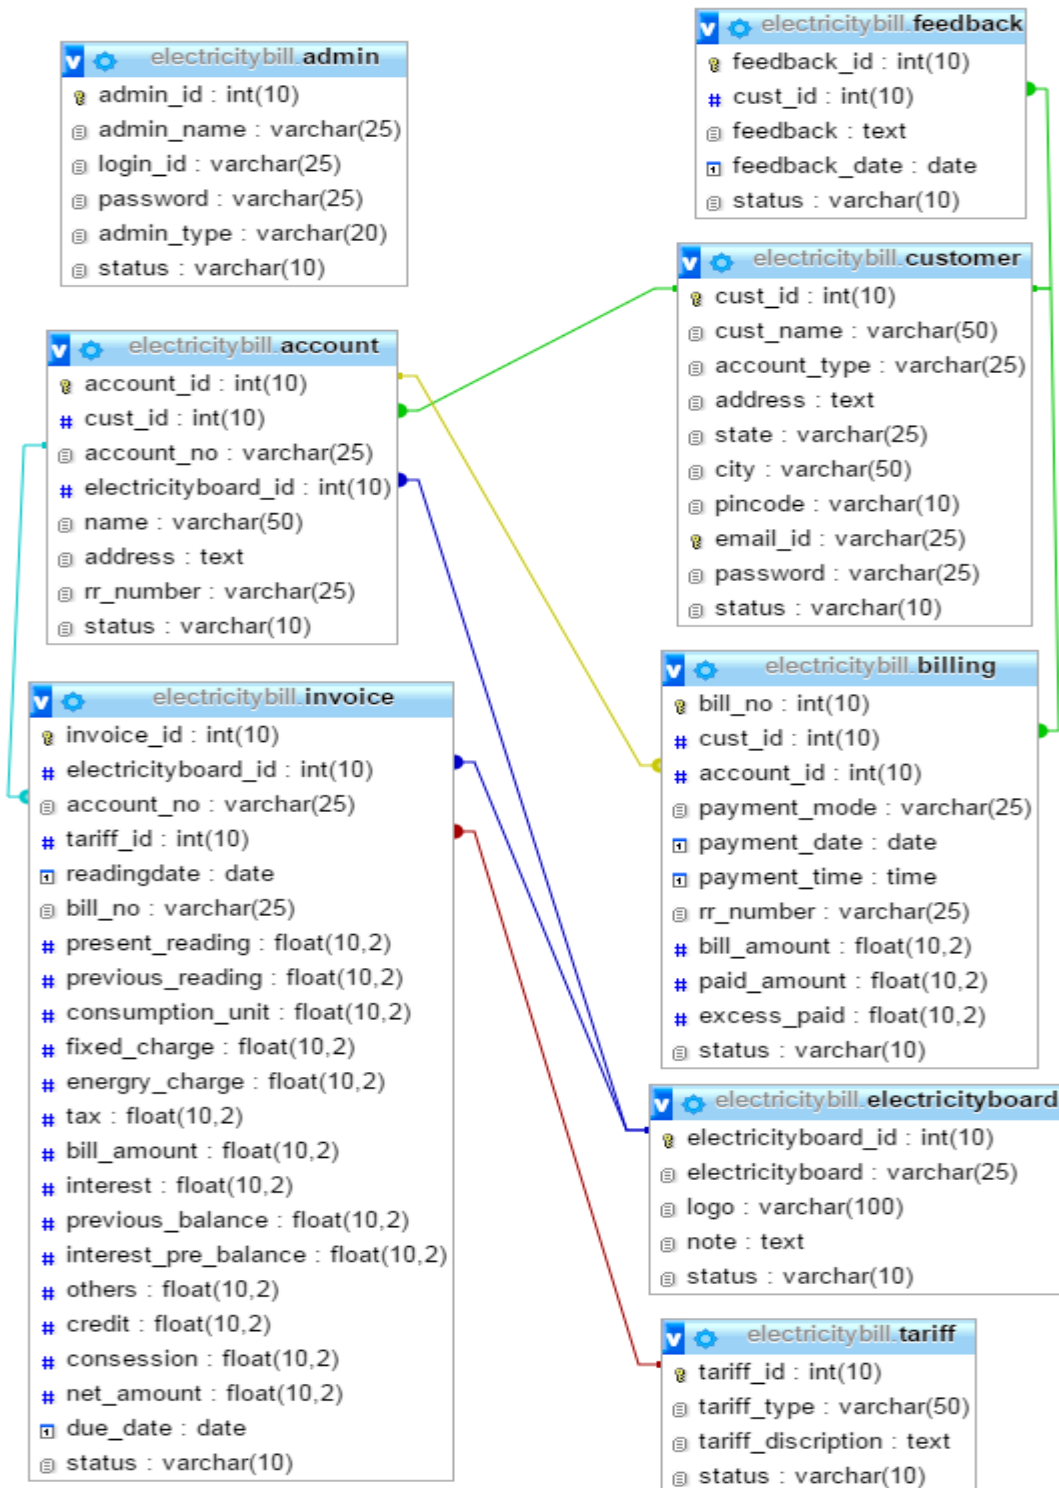 electricitybill.admin
admin_id : int(10)
admin_name : varchar(25)
login_id : varchar(25)
password : varchar(25)
admin_type : varchar(20)
status : varchar(10)
electricitybill.feedback
feedback_id : int(10)
cust_id : int(10)
feedback : text
feedback_date : date
status : varchar(10)
electricitybill.customer
cust_id : int(10)
cust_name : varchar(50)
account_type : varchar(25)
address : text
state : varchar(25)
city : varchar(50)
pincode : varchar(10)
email_id : varchar(25)
password : varchar(25)
status : varchar(10)
electricitybill.account
account_id : int(10)
cust_id : int(10)
account_no : varchar(25)
electricityboard_id : int(10)
name : varchar(50)
address : text
rr_number : varchar(25)
status : varchar(10)
electricitybill.invoice
invoice_id : int(10)
electricityboard_id : int(10)
account_no : varchar(25)
tariff_id : int(10)
readingdate : date
bill_no : varchar(25)
present_reading : float(10,2)
previous_reading : float(10,2)
consumption_unit : float(10,2)
fixed_charge : float(10,2)
energry_charge : float(10,2)
tax : float(10,2)
bill_amount : float(10,2)
interest : float(10,2)
previous_balance : float(10,2)
interest_pre_balance : float(10,2)
others : float(10,2)
credit : float(10,2)
consession : float(10,2)
net_amount : float(10,2)
due_date : date
status : varchar(10)
electricitybill.billing
bill_no : int(10)
cust_id : int(10)
account_id : int(10)
payment_mode : varchar(25)
payment_date : date
payment_time : time
rr_number : varchar(25)
bill_amount : float(10,2)
paid_amount : float(10,2)
excess_paid : float(10,2)
status : varchar(10)
electricitybill.electricityboard
electricityboard_id : int(10)
electricityboard : varchar(25)
logo : varchar(100)
note : text
status : varchar(10)
electricitybill.tariff
tariff_id : int(10)
tariff_type : varchar(50)
tariff_discription : text
status : varchar(10)